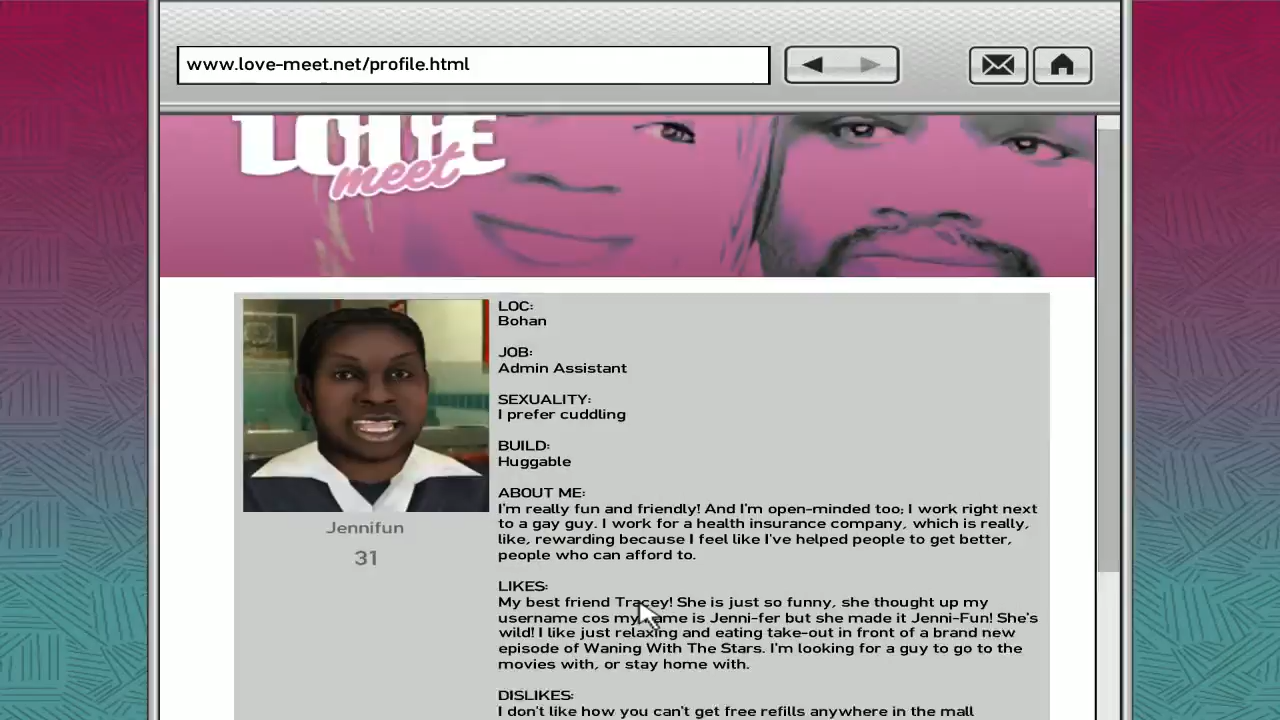 www.love-meet.net/profile.html
LOVE
meet
LOC:
Bohan
JOB:
Admin Assistant
SEXUALITY:
I prefer cuddling
BUILD:
Huggable
ABOUT ME:
I'm really fun and friendly! And I'm open-minded too; I work right next
to a gay guy. I work for a health insurance company, which is really,
like, rewarding because I feel like I've helped people to get better,
people who can afford to.
Jennifun
31
LIKES:
My best friend Tracey! She is just so funny, she thought up my
username cos my name is Jenni-fer but she made it Jenni-Fun! She's
wild! I like just relaxing and eating take-out in front of a brand new
episode of Waning With The Stars. I'm looking for a guy to go to the
movies with, or stay home with.
DISLIKES:
I don't like how you can't get free refills anywhere in the mall